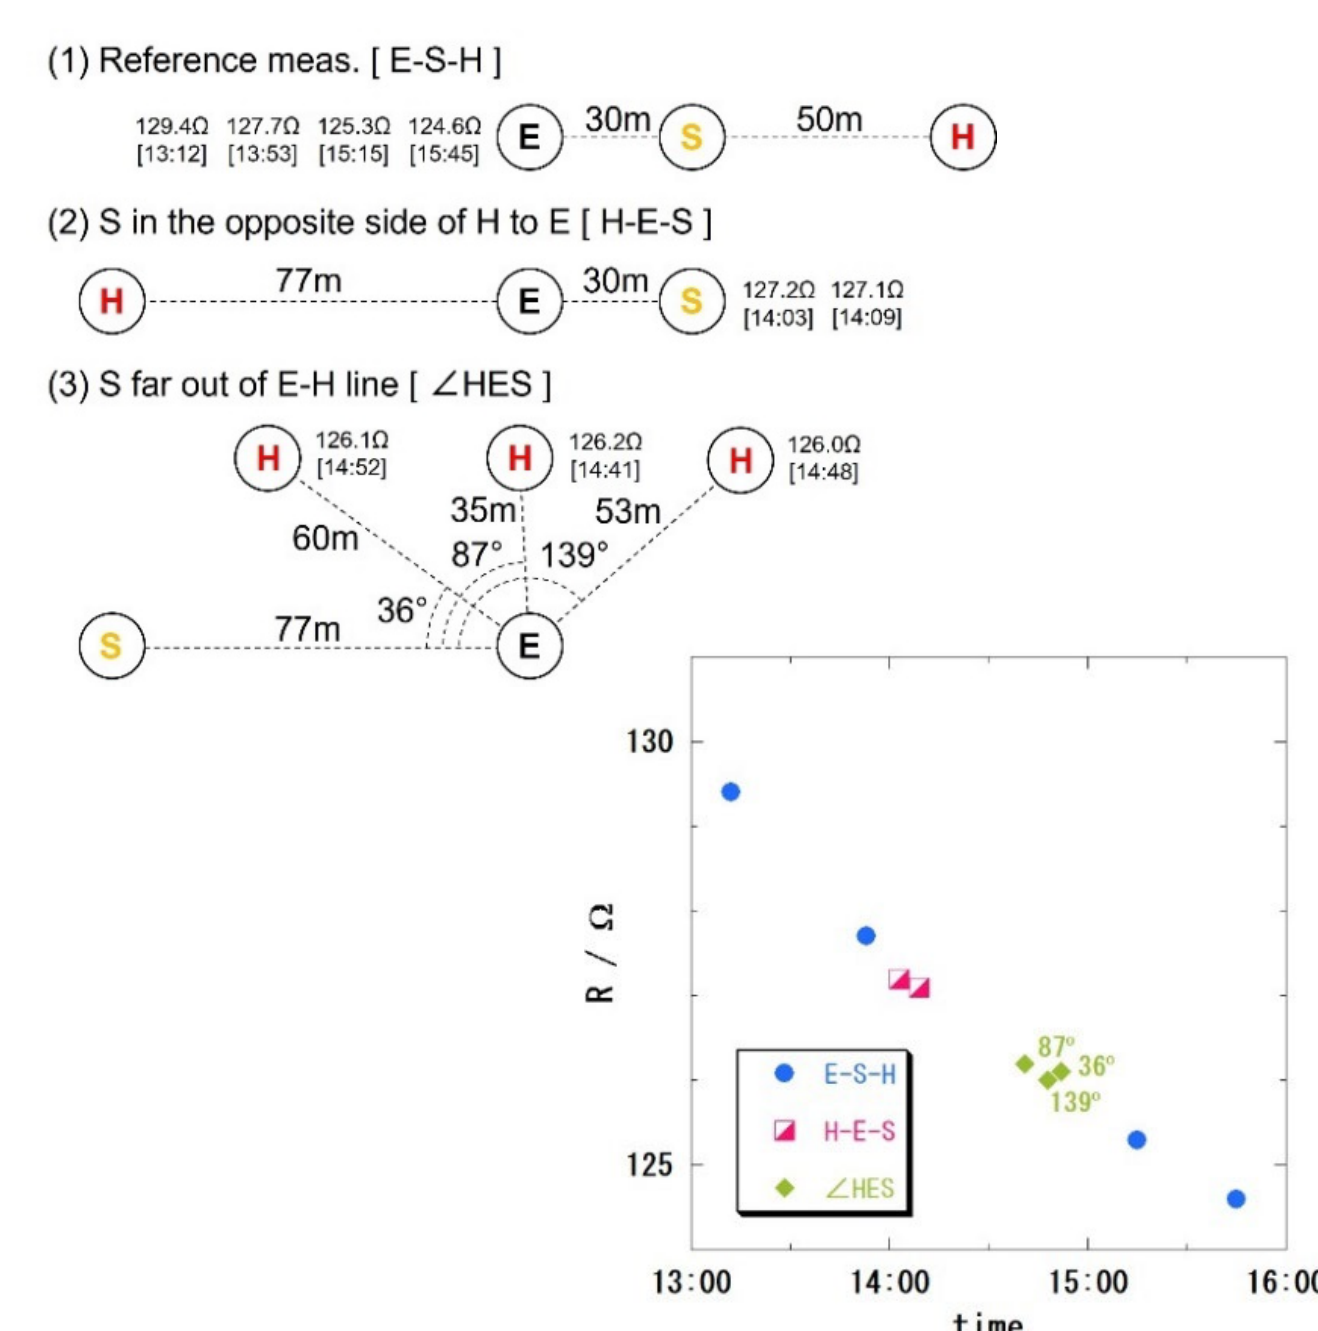 (1) Reference meas. [ E-S-H ]
129.4Ω 127.7Ω 125.3Ω 124.6Ω
[13:12] [13:53] [15:15] [15:45]
E 30m S 50m H
(2) S in the opposite side of H to E [ H-E-S ]
H 77m E 30m S
127.2Ω 127.1Ω
[14:03] [14:09]
(3) S far out of E-H line [ ∠HES ]
H 126.1Ω H 126.2Ω H 126.0Ω
[14:52] [14:41] [14:48]
60m 35m 53m
36° 87° 139°
S 77m E
130
125
R / Ω
87°
36°
139°
E-S-H
H-E-S
∠HES
13:00 14:00 15:00 16:00
time